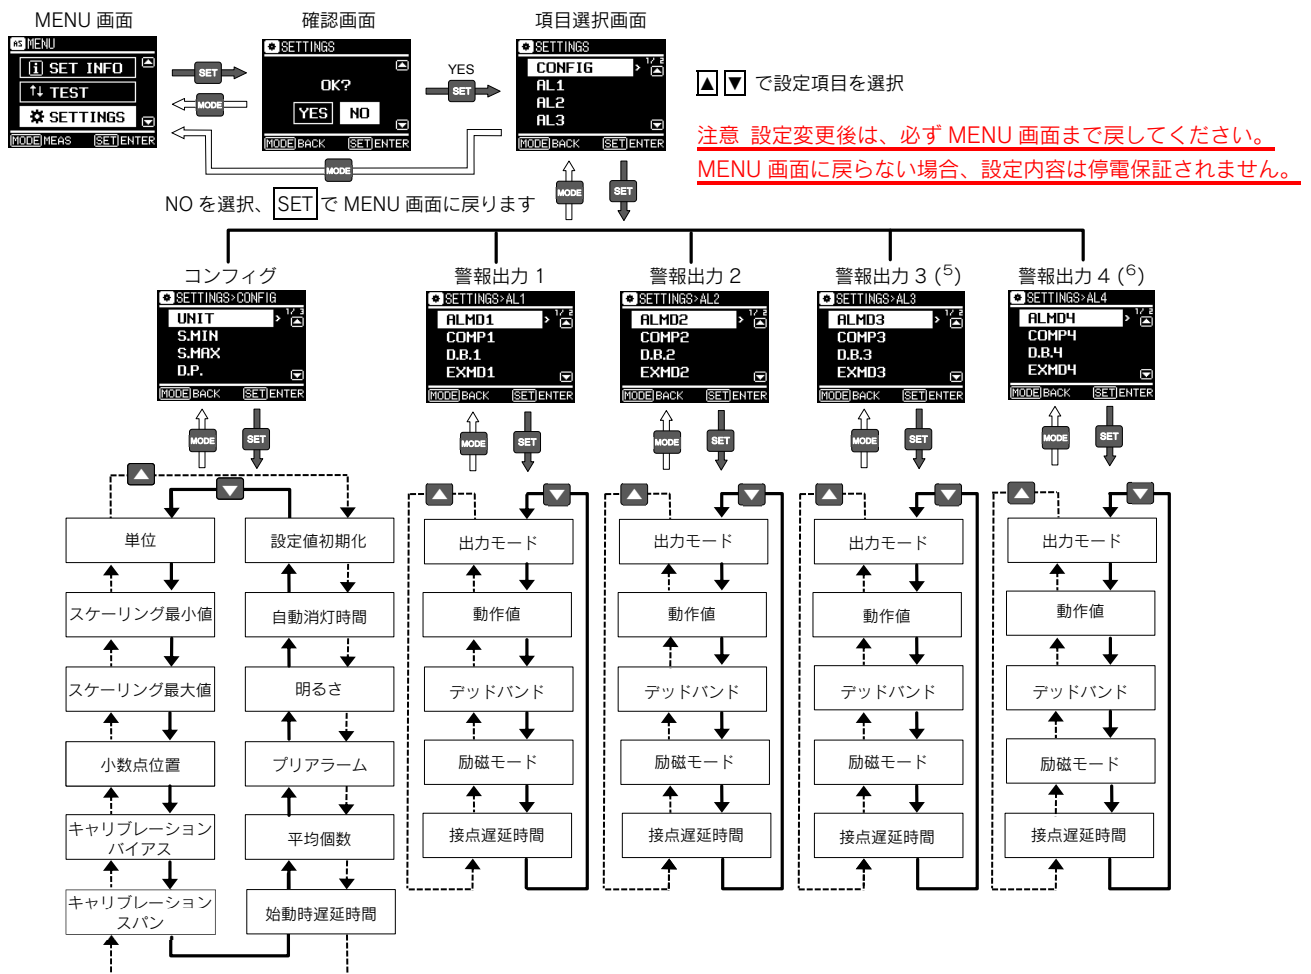 MENU 画面
確認画面
項目選択画面
AS MENU
i SET INFO
↑↓ TEST
SETTINGS
MODE MEAS SET ENTER
SET
MODE
SETTINGS
OK?
YES NO
MODE BACK SET ENTER
YES
SET
SETTINGS
1/2
CONFIG >
AL1
AL2
AL3
MODE BACK SET ENTER
▲ ▼ で設定項目を選択
注意 設定変更後は、必ず MENU 画面まで戻してください。
MENU 画面に戻らない場合、設定内容は停電保証されません。
MODE
NO を選択、 SET で MENU 画面に戻ります
MODE
SET
コンフィグ
SETTINGS>CONFIG
1/3
UNIT >
S.MIN
S.MAX
D.P.
MODE BACK SET ENTER
MODE
SET
単位
スケーリング最小値
スケーリング最大値
小数点位置
キャリブレーション
バイアス
キャリブレーション
スパン
設定値初期化
自動消灯時間
明るさ
プリアラーム
平均個数
始動時遅延時間
警報出力 1
SETTINGS>AL1
1/2
ALMD1 >
COMP1
D.B.1
EXMD1
MODE BACK SET ENTER
MODE
SET
出力モード
動作値
デッドバンド
励磁モード
接点遅延時間
警報出力 2
SETTINGS>AL2
1/2
ALMD2 >
COMP2
D.B.2
EXMD2
MODE BACK SET ENTER
MODE
SET
出力モード
動作値
デッドバンド
励磁モード
接点遅延時間
警報出力 3 (5)
SETTINGS>AL3
1/2
ALMD3 >
COMP3
D.B.3
EXMD3
MODE BACK SET ENTER
MODE
SET
出力モード
動作値
デッドバンド
励磁モード
接点遅延時間
警報出力 4 (6)
SETTINGS>AL4
1/2
ALMD4 >
COMP4
D.B.4
EXMD4
MODE BACK SET ENTER
MODE
SET
出力モード
動作値
デッドバンド
励磁モード
接点遅延時間